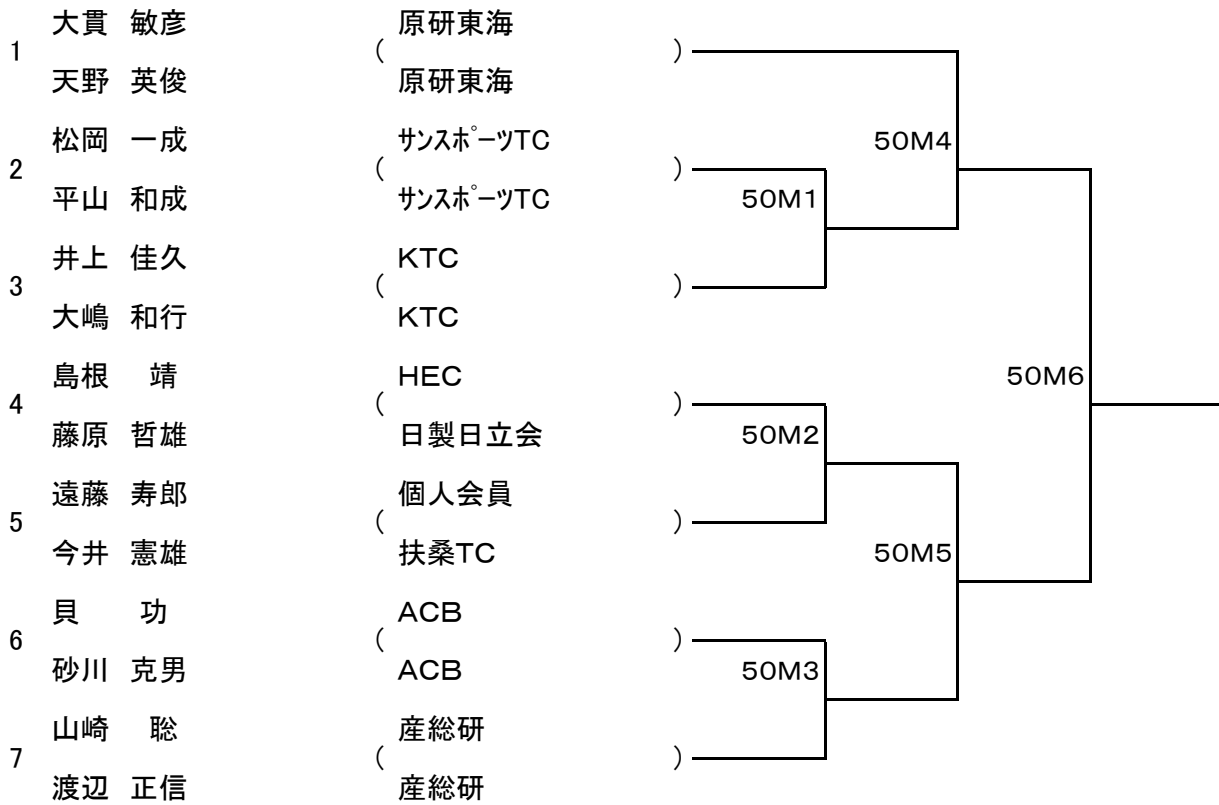 大貫 敏彦 原研東海
1 ( )
天野 英俊 原研東海
松岡 一成 サンスポーツTC 50M4
2 ( )
平山 和成 サンスポーツTC 50M1
井上 佳久 KTC
3 ( )
大嶋 和行 KTC
島根 靖 HEC 50M6
4 ( )
藤原 哲雄 日製日立会 50M2
遠藤 寿郎 個人会員
5 ( )
今井 憲雄 扶桑TC 50M5
貝 功 ACB
6 ( )
砂川 克男 ACB 50M3
山崎 聡 産総研
7 ( )
渡辺 正信 産総研